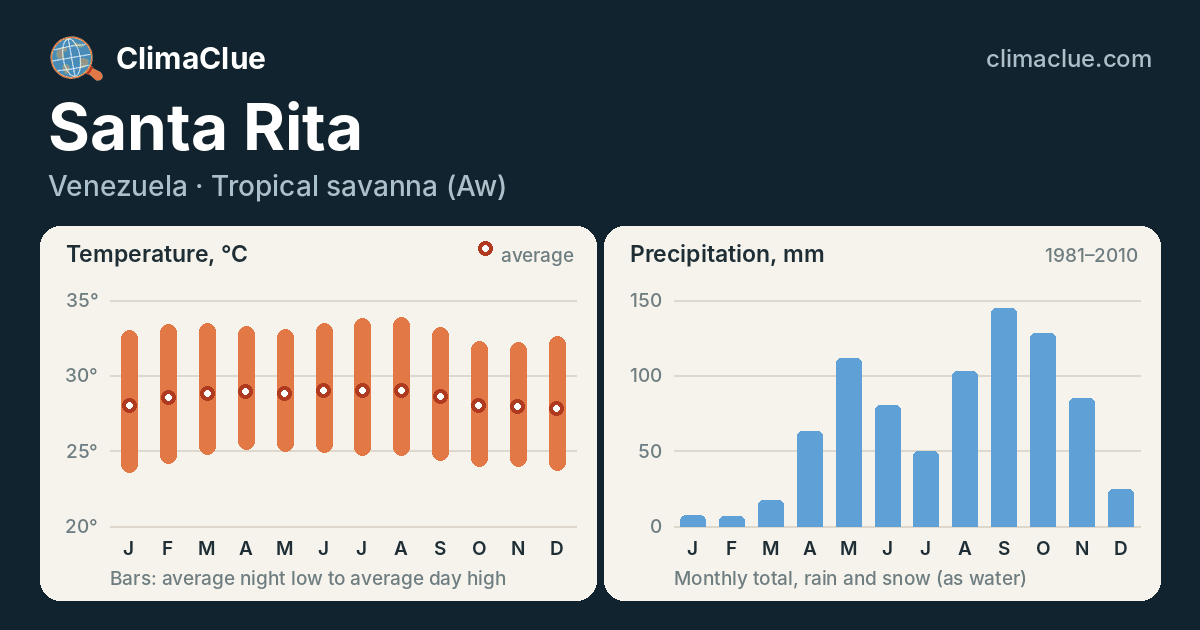 ClimaClue
climaclue.com
Santa Rita
Venezuela · Tropical savanna (Aw)
Temperature, °C
average
35°
30°
25°
20°
J F M A M J J A S O N D
Bars: average night low to average day high
Precipitation, mm
1981–2010
150
100
50
0
J F M A M J J A S O N D
Monthly total, rain and snow (as water)